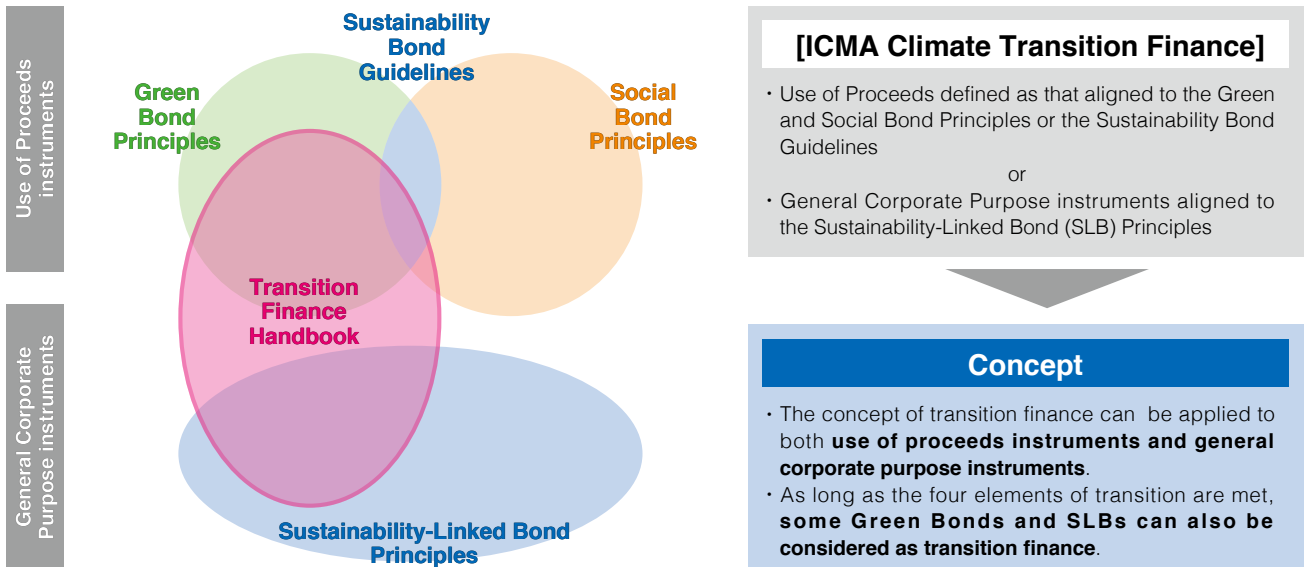 Use of Proceeds
instruments
General Corporate
Purpose instruments
Sustainability
Bond
Guidelines
Green
Bond
Principles
Social
Bond
Principles
Transition
Finance
Handbook
Sustainability-Linked Bond
Principles
[ICMA Climate Transition Finance]
・Use of Proceeds defined as that aligned to the Green
and Social Bond Principles or the Sustainability Bond
Guidelines
or
・General Corporate Purpose instruments aligned to
the Sustainability-Linked Bond (SLB) Principles
Concept
・The concept of transition finance can be applied to
both use of proceeds instruments and general
corporate purpose instruments.
・As long as the four elements of transition are met,
some Green Bonds and SLBs can also be
considered as transition finance.